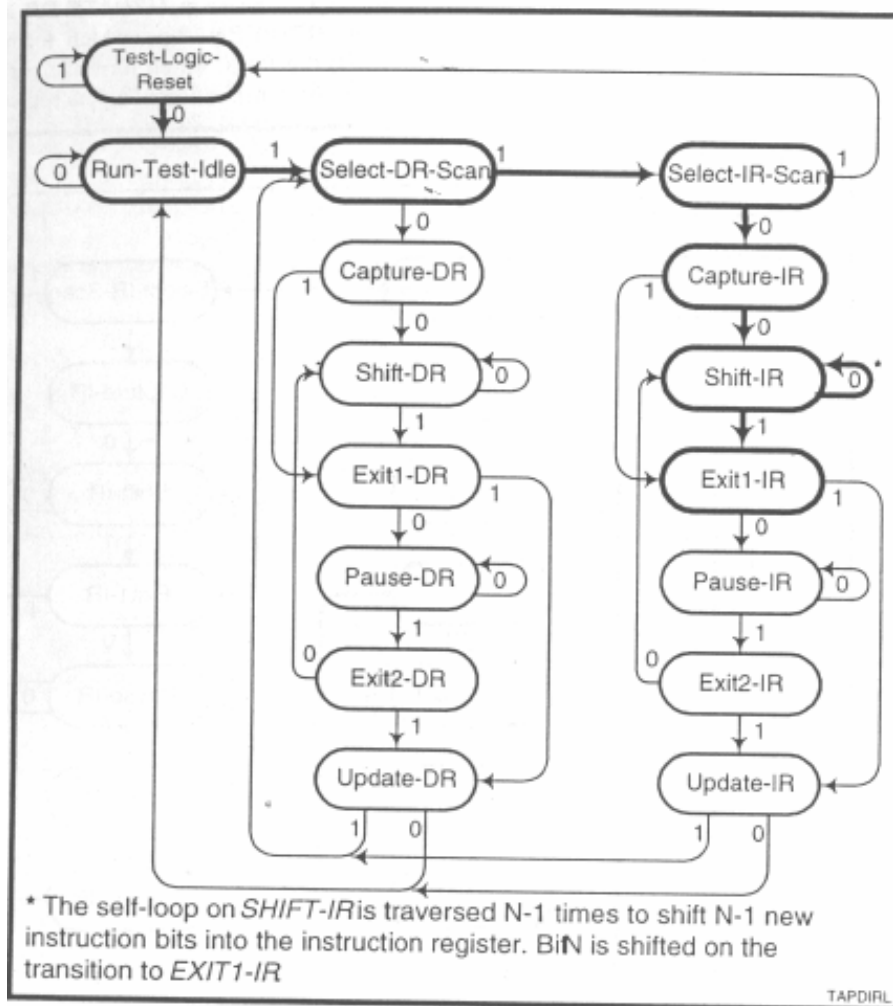 Test-Logic-
Reset
1
0
Run-Test-Idle
0
1
Select-DR-Scan
1
Select-IR-Scan
1
0
0
Capture-DR
1
0
Capture-IR
1
0
Shift-DR
0
1
Shift-IR
0
*
1
Exit1-DR
1
0
Exit1-IR
1
0
Pause-DR
0
1
Pause-IR
0
1
Exit2-DR
0
1
Exit2-IR
0
1
Update-DR
1
0
Update-IR
1
0
* The self-loop on SHIFT-IR is traversed N-1 times to shift N-1 new
instruction bits into the instruction register. Bit N is shifted on the
transition to EXIT1-IR
TAPDIRL